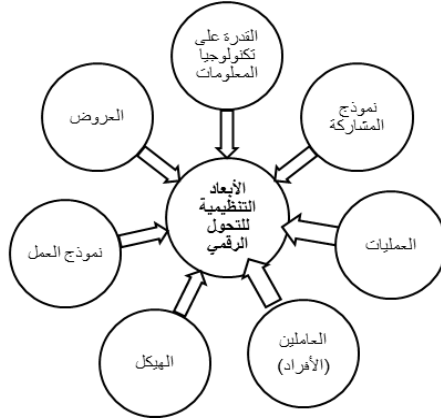 القدرة على
تكنولوجيا
المعلومات
نموذج
المشاركة
العمليات
العاملين
(الأفراد)
الهيكل
نموذج العمل
العروض
الأبعاد
التنظيمية
للتحول
الرقمي